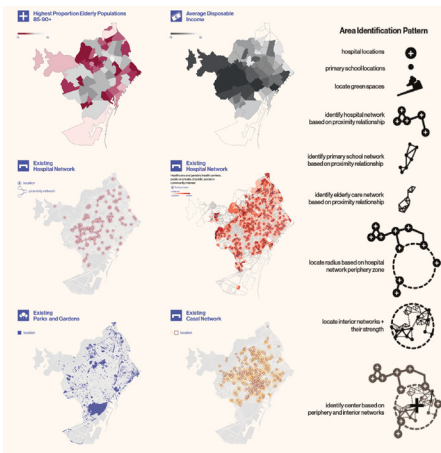 Highest Proportion Elderly Populations
85-90+
Average Disposable
Income
Area Identification Pattern
hospital locations
primary school locations
locate green spaces
identify hospital network
based on proximity relationship
identify primary school network
based on proximity relationship
identify elderly care network
based on proximity relationship
locate radius based on hospital
network periphery zone
locate interior networks +
their strength
identify center based on
periphery and interior networks
Existing
Hospital Network
location
proximity network
Existing
Hospital Network
Existing
Parks and Gardens
location
Existing
Casal Network
location